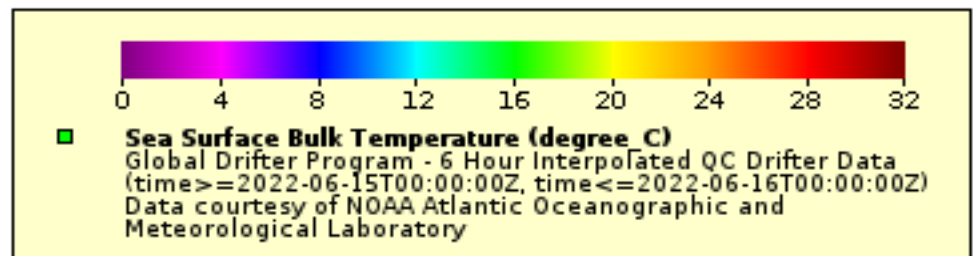 0 4 8 12 16 20 24 28 32
Sea Surface Bulk Temperature (degree_C)
Global Drifter Program - 6 Hour Interpolated QC Drifter Data
(time>=2022-06-15T00:00:00Z, time<=2022-06-16T00:00:00Z)
Data courtesy of NOAA Atlantic Oceanographic and
Meteorological Laboratory